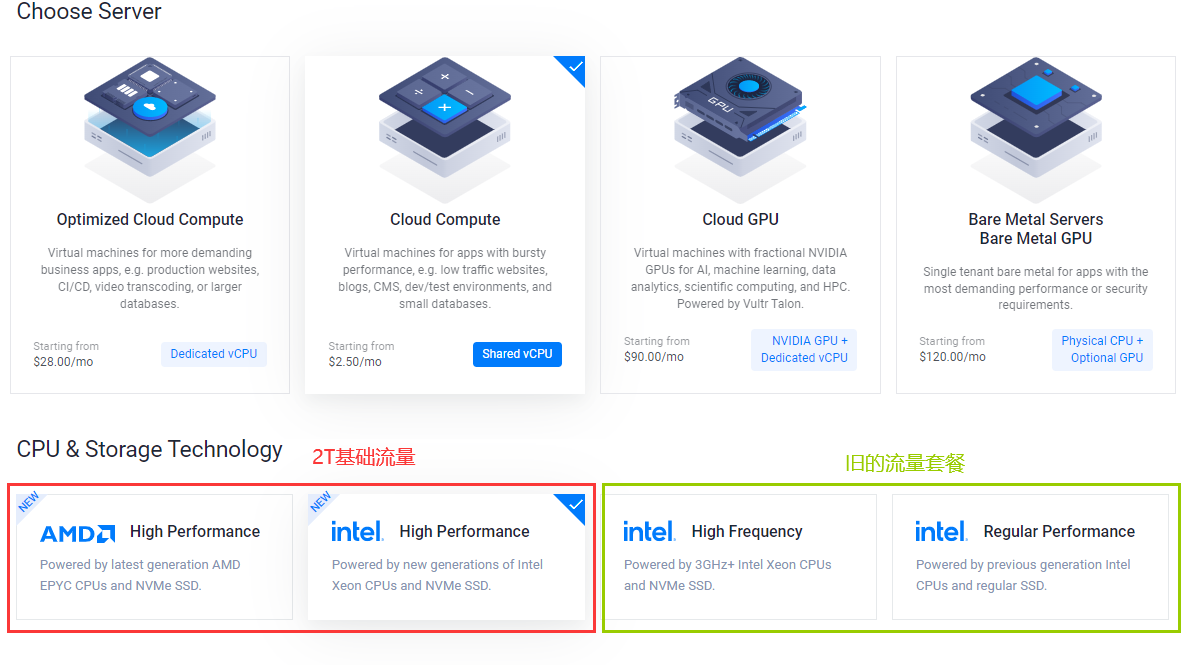 Choose Server
GPU
Optimized Cloud Compute
Virtual machines for more demanding
business apps, e.g. production websites,
CI/CD, video transcoding, or larger
databases.
Starting from
$28.00/mo
Dedicated vCPU
Cloud Compute
Virtual machines for apps with bursty
performance, e.g. low traffic websites,
blogs, CMS, dev/test environments, and
small databases.
Starting from
$2.50/mo
Shared vCPU
Cloud GPU
Virtual machines with fractional NVIDIA
GPUs for AI, machine learning, data
analytics, scientific computing, and HPC.
Powered by Vultr Talon.
Starting from
$90.00/mo
NVIDIA GPU +
Dedicated vCPU
Bare Metal Servers
Bare Metal GPU
Single tenant bare metal for apps with the
most demanding performance or security
requirements.
Starting from
$120.00/mo
Physical CPU +
Optional GPU
CPU & Storage Technology
2T基础流量
旧的流量套餐
NEW
AMD High Performance
Powered by latest generation AMD
EPYC CPUs and NVMe SSD.
NEW
intel. High Performance
Powered by new generations of Intel
Xeon CPUs and NVMe SSD.
intel. High Frequency
Powered by 3GHz+ Intel Xeon CPUs
and NVMe SSD.
intel. Regular Performance
Powered by previous generation Intel
CPUs and regular SSD.